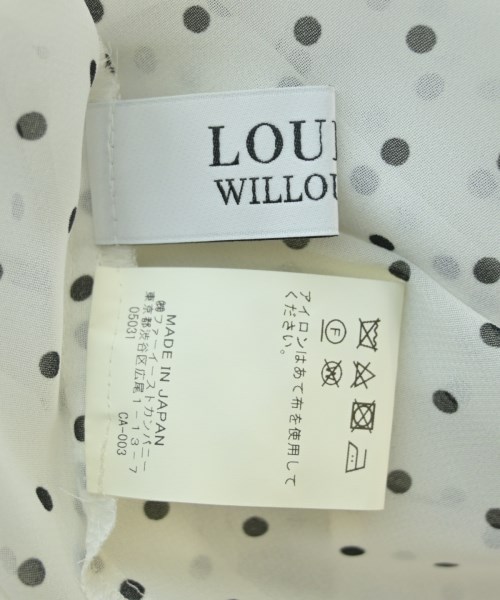 LOU
WILLOU
アイロンはあて布を使用して
ください。
F
MADE IN JAPAN
㈱ファーイーストカンパニー
東京都渋谷区広尾1-13-7
05031
CA-003